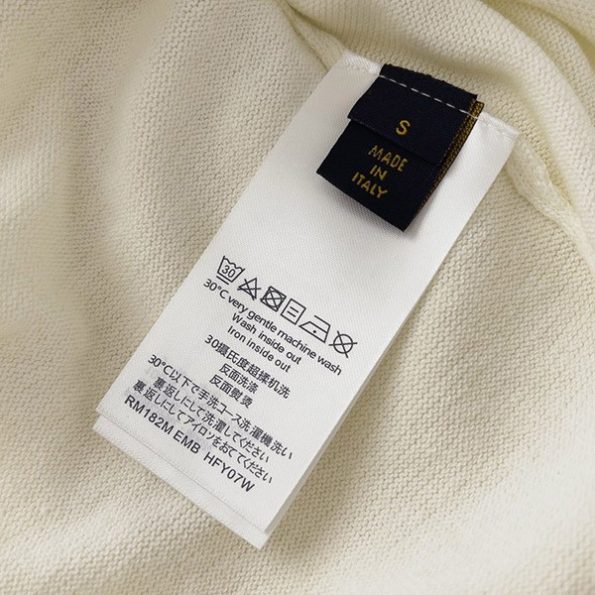 S
MADE
IN
ITALY
30
30°C very gentle machine wash
Wash inside out
Iron inside out
30摄氏度超揉机洗
反面洗涤
反面熨烫
30℃以下で手洗コース洗濯機洗い
裏返しにして洗濯してください
裏返しにしてアイロンをおてください
RM182M EMB HFY07W